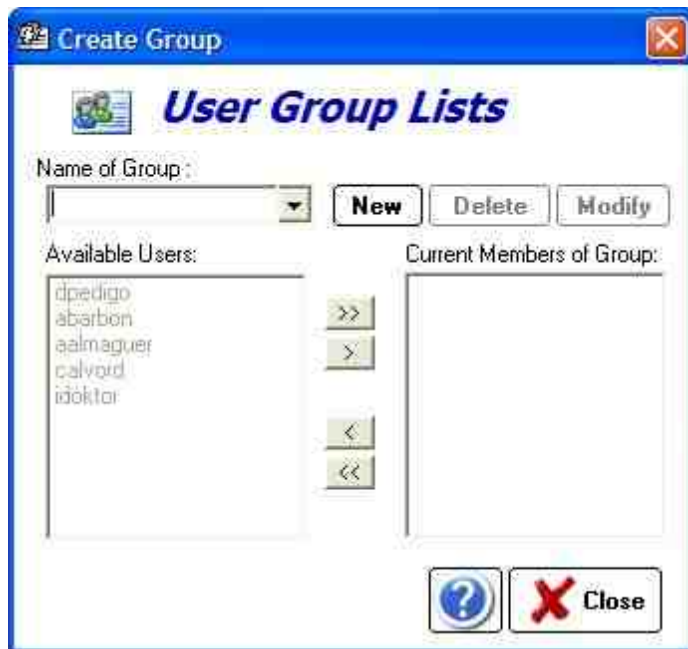 Create Group
User Group Lists
Name of Group :
New Delete Modify
Available Users: Current Members of Group:
dpedigo
abarbon
aalmaguer
calvord
idoktor
>>
>
<
<<
? Close